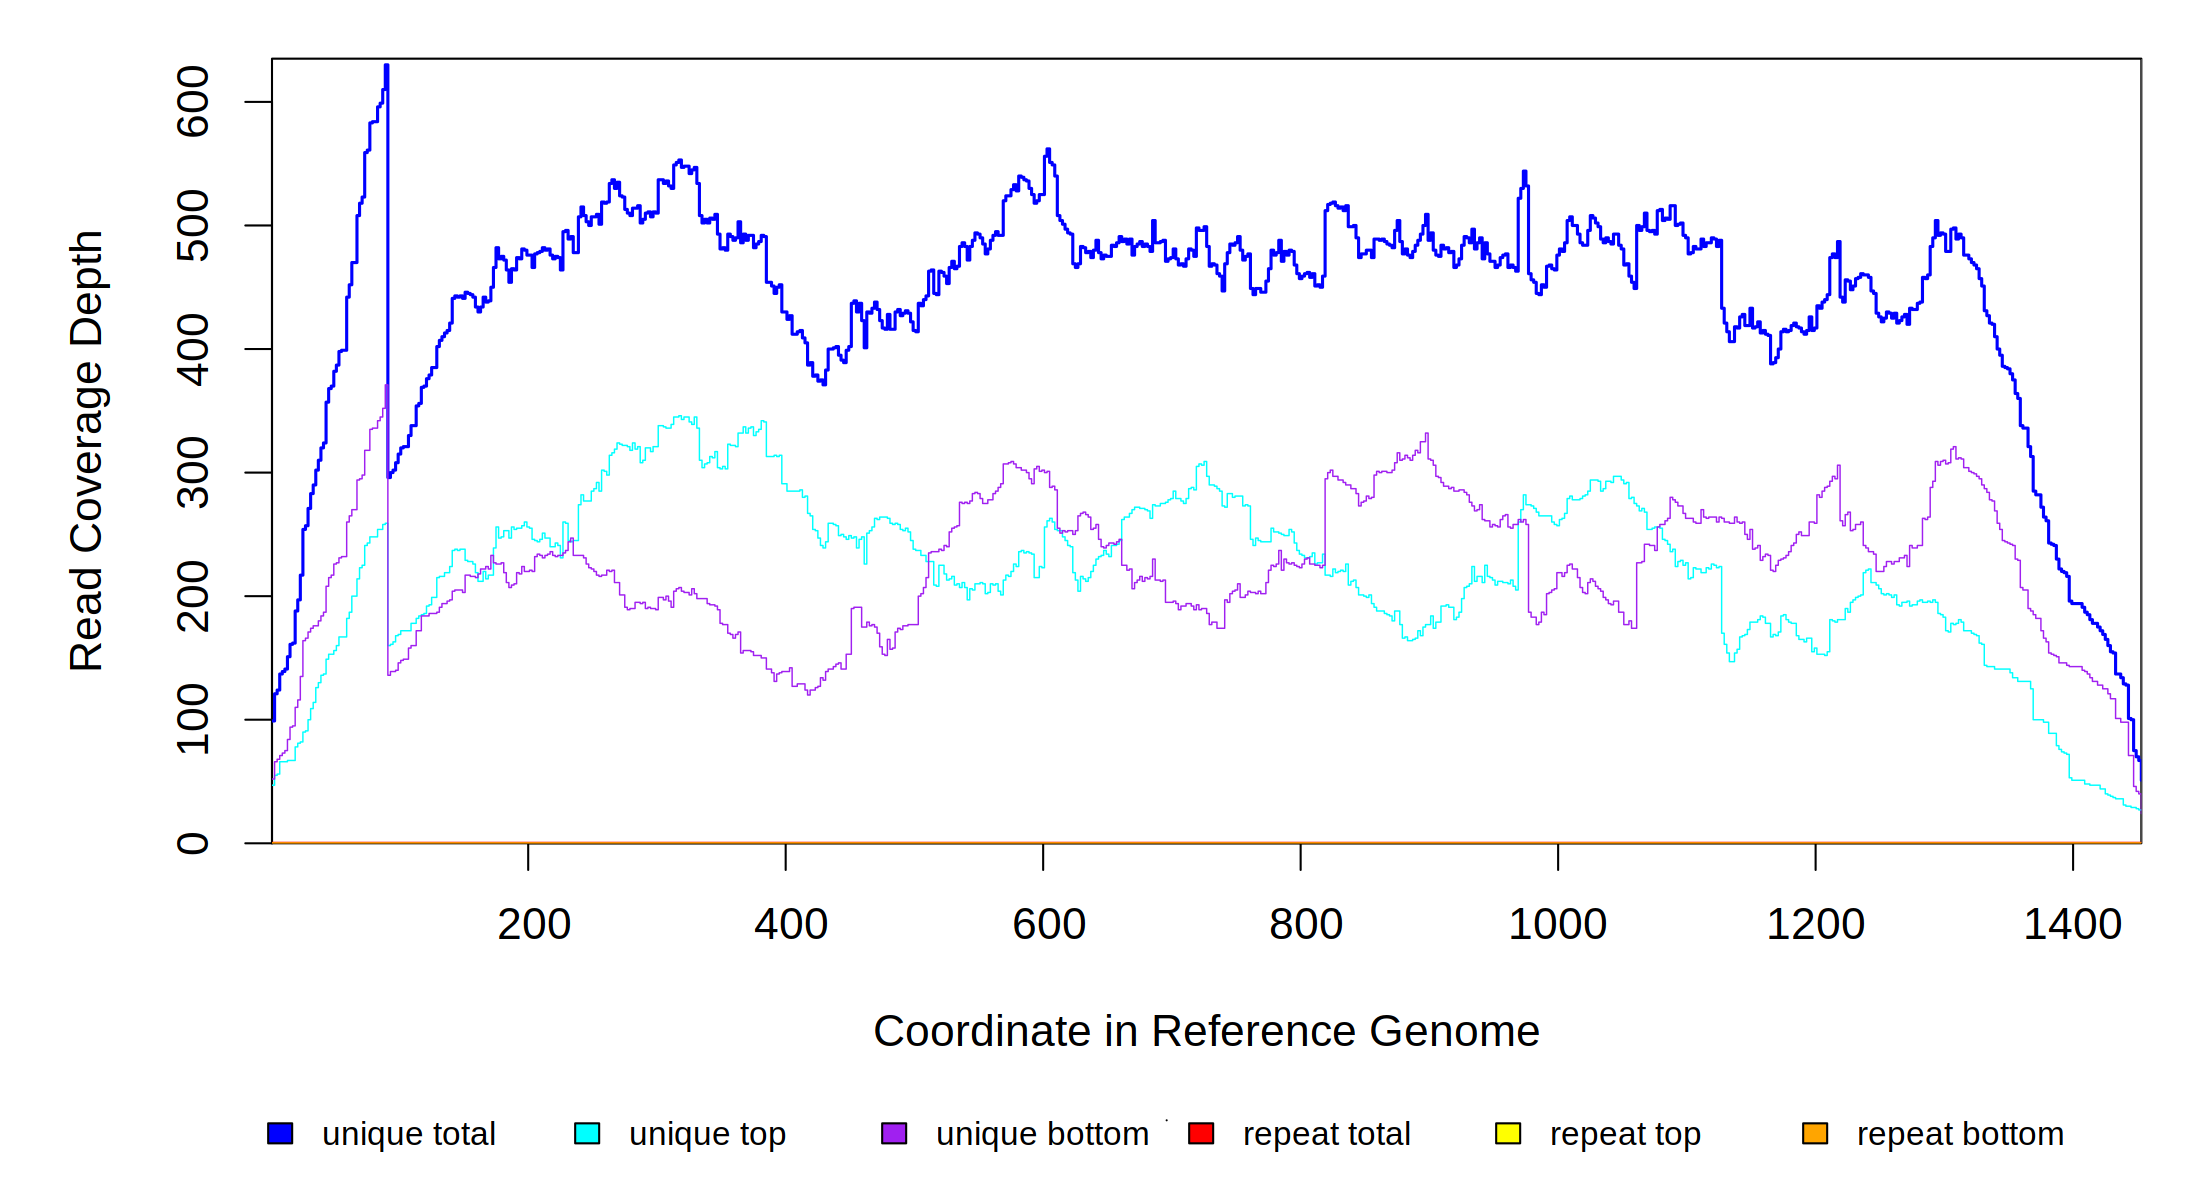 Read Coverage Depth
600
500
400
300
200
100
0
200 400 600 800 1000 1200 1400
Coordinate in Reference Genome
unique total unique top unique bottom repeat total repeat top repeat bottom